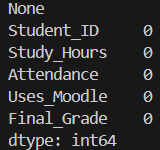 None
Student_ID     0
Study_Hours    0
Attendance     0
Uses_Moodle    0
Final_Grade    0
dtype: int64